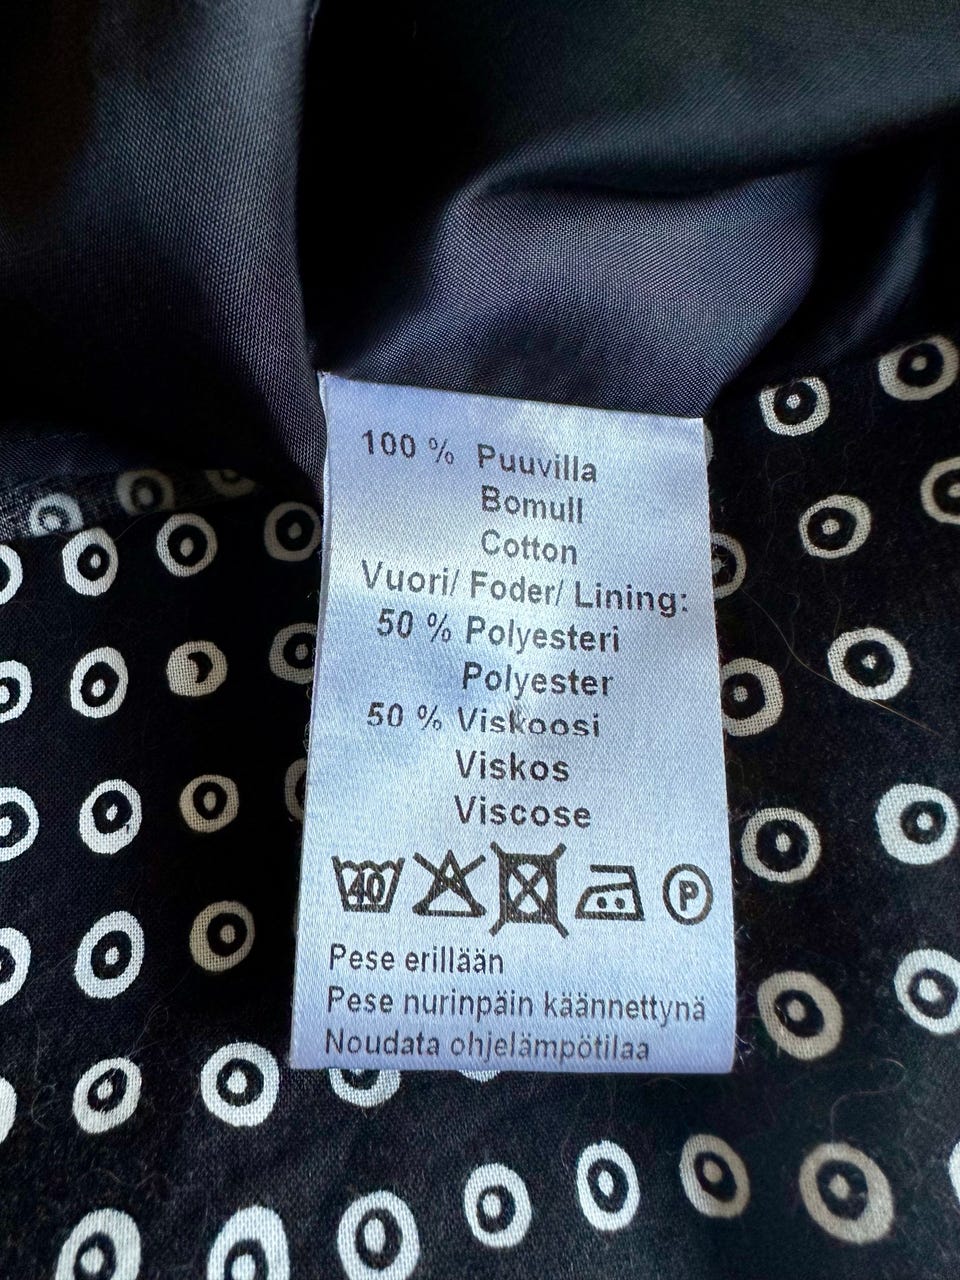 100 % Puuvilla
Bomull
Cotton
Vuori/ Foder/ Lining:
50 % Polyesteri
Polyester
50 % Viskoosi
Viskos
Viscose
40 P
Pese erillään
Pese nurinpäin käännettynä
Noudata ohjelämpötilaa